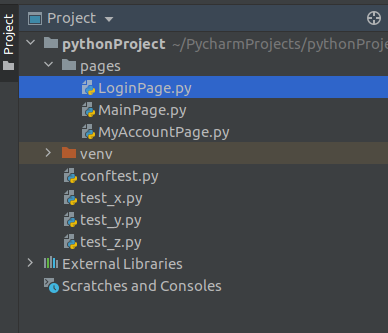 Project
Project
pythonProject ~/PycharmProjects/pythonProje
pages
LoginPage.py
MainPage.py
MyAccountPage.py
venv
conftest.py
test_x.py
test_y.py
test_z.py
External Libraries
Scratches and Consoles